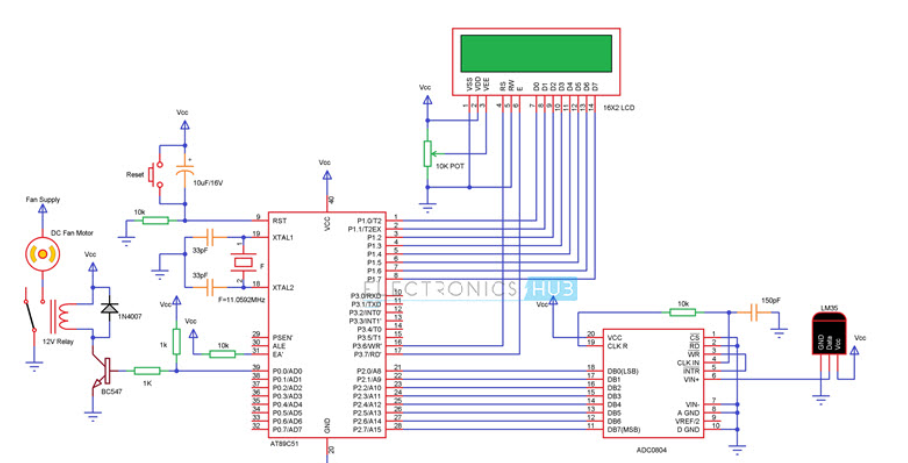 VSS VDD VEE RS RW E D0 D1 D2 D3 D4 D5 D6 D7
1 2 3 4 5 6 7 8 9 10 11 12 13 14
16X2 LCD
Vcc
10K POT
Vcc
Reset
+
10uF/16V
10k
Fan Supply
DC Fan Motor
Vcc
1N4007
12V Relay
BC547
1K
Vcc
1k
Vcc
10k
33pF
33pF
1
2
F
F=11.0592MHz
Vcc
40
VCC
9 RST
19 XTAL1
18 XTAL2
29 PSEN'
30 ALE
31 EA'
39 P0.0/AD0
38 P0.1/AD1
37 P0.2/AD2
36 P0.3/AD3
35 P0.4/AD4
34 P0.5/AD5
33 P0.6/AD6
32 P0.7/AD7
P1.0/T2 1
P1.1/T2EX 2
P1.2 3
P1.3 4
P1.4 5
P1.5 6
P1.6 7
P1.7 8
P3.0/RXD 10
P3.1/TXD 11
P3.2/INT0' 12
P3.3/INT1' 13
P3.4/T0 14
P3.5/T1 15
P3.6/WR' 16
P3.7/RD' 17
P2.0/A8 21
P2.1/A9 22
P2.2/A10 23
P2.3/A11 24
P2.4/A12 25
P2.5/A13 26
P2.6/A14 27
P2.7/A15 28
GND
20
AT89C51
ELECTRONICS HUB
Vcc
20 VCC
19 CLK R
18 DB0(LSB)
17 DB1
16 DB2
15 DB3
14 DB4
13 DB5
12 DB6
11 DB7(MSB)
CS 1
RD 2
WR 3
CLK IN 4
INTR 5
VIN+ 6
VIN- 7
A GND 8
VREF/2 9
D GND 10
ADC0804
10k
150pF
LM35
GND
Data
Vcc
Vcc